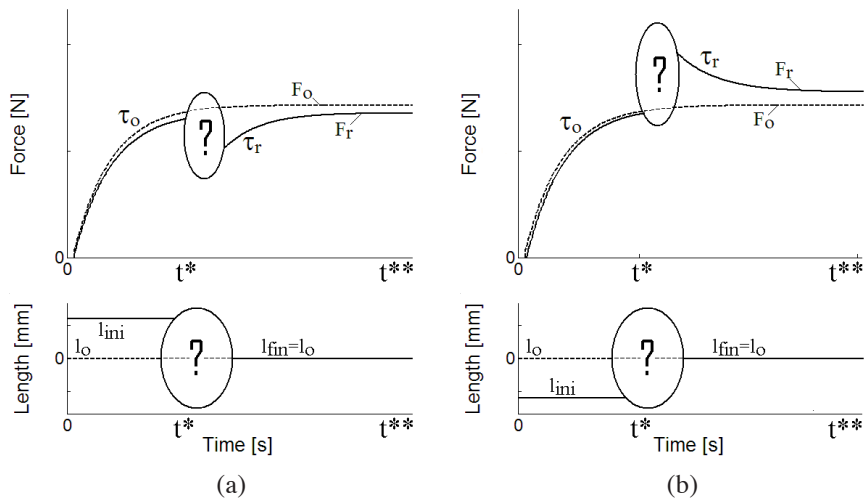 Force [N]
τo
?
Fo
Fr
τr
0
0
t*
t**
Length [mm]
lini
lo
0
?
lfin=lo
0
t*
Time [s]
t**
(a)
Force [N]
τo
?
τr
Fr
Fo
0
0
t*
t**
Length [mm]
lo
0
lini
?
lfin=lo
0
t*
Time [s]
t**
(b)